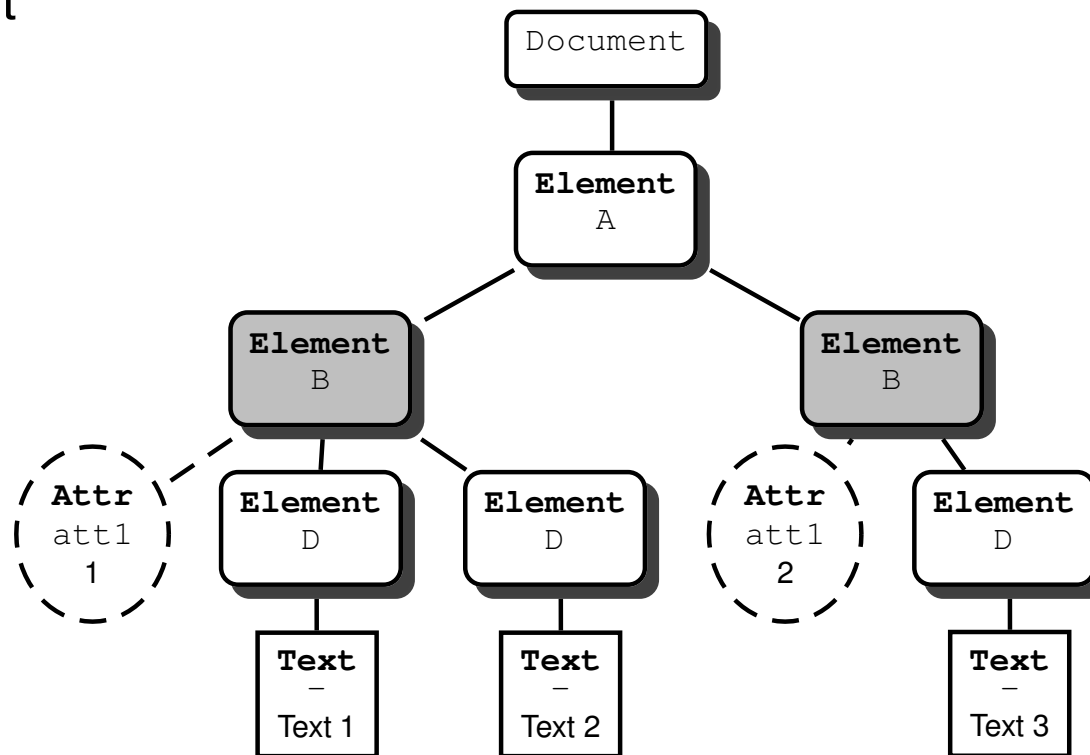 Document
Element
A
Element
B
Element
B
Attr
att1
1
Element
D
Element
D
Attr
att1
2
Element
D
Text
–
Text 1
Text
–
Text 2
Text
–
Text 3